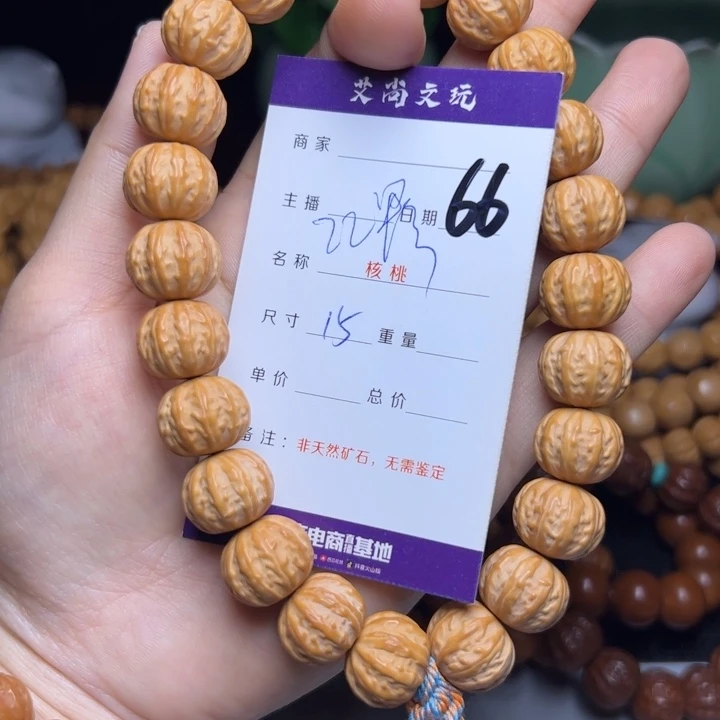 艾尚文玩
商家
主播 日期 66
名称 核桃
尺寸 15 重量
单价 总价
备注：非天然矿石，无需鉴定
电商直播基地